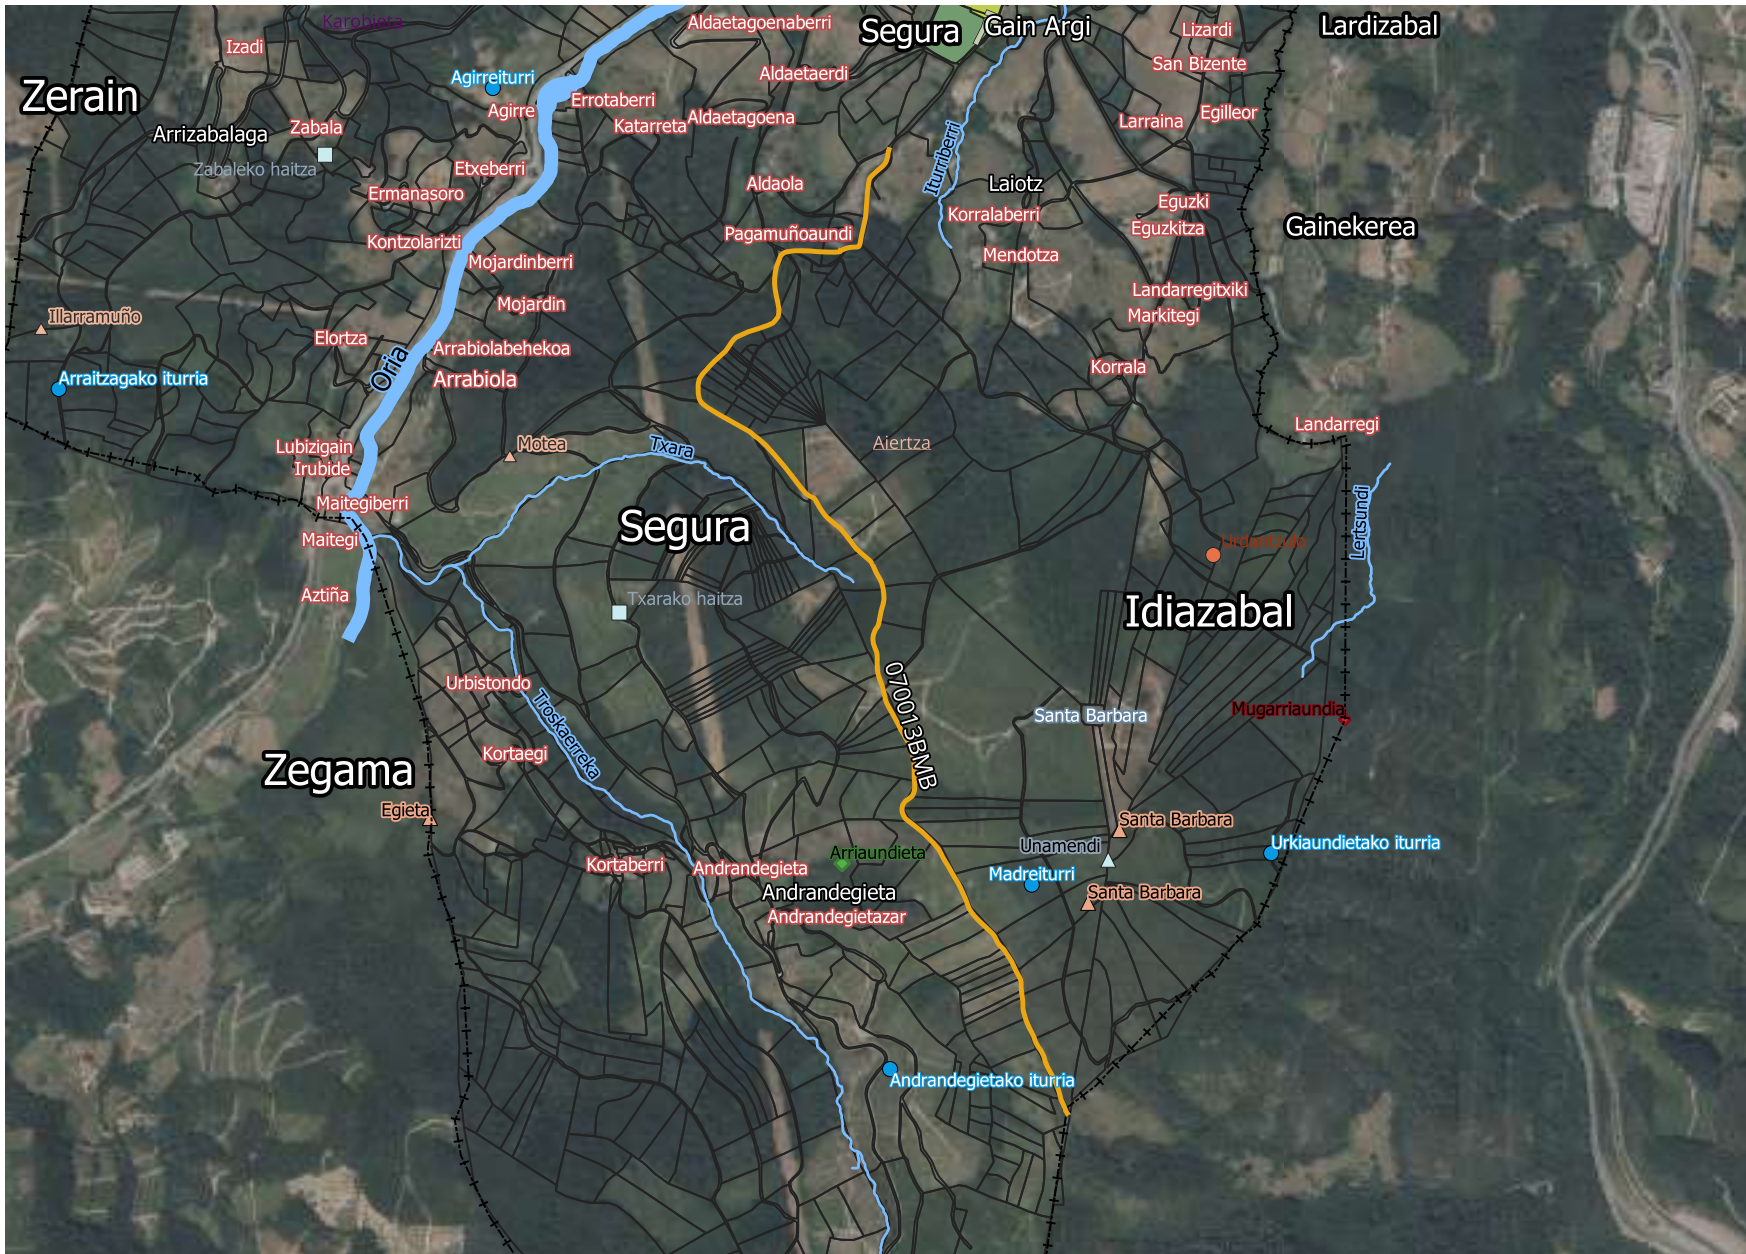 Karobieta
Aldaetagoenaberri
Segura
Gain Argi
Lizardi
Lardizabal
Izadi
San Bizente
Agirreiturri
Aldaetaerdi
Zerain
Agirre
Errotaberri
Egilleor
Arrizabalaga
Zabala
Katarreta
Aldaetagoena
Larraina
Zabaleko haitza
Etxeberri
Iturriberri
Ermanasoro
Aldaola
Laiotz
Eguzki
Korralaberri
Gainekerea
Kontzolarizti
Pagamuñoaundi
Eguzkitza
Mojardinberri
Mendotza
Mojardin
Landarregitxiki
Illarramuño
Markitegi
Elortza
Arrabiolabehekoa
Oria
Korrala
Arraitzagako iturria
Arrabiola
Landarregi
Lubizigain
Motea
Txara
Aiertza
Irubide
Maitegiberri
Segura
Lertsundi
Maitegi
Urdantzulo
Aztiña
Txarako haitza
Idiazabal
Urbistondo
070013BMB
Santa Barbara
Mugarriaundia
Troskaerreka
Kortaegi
Zegama
Egieta
Santa Barbara
Unamendi
Urkiaundietako iturria
Arriaundieta
Kortaberri
Andrandegieta
Madreiturri
Andrandegieta
Santa Barbara
Andrandegietazar
Andrandegietako iturria